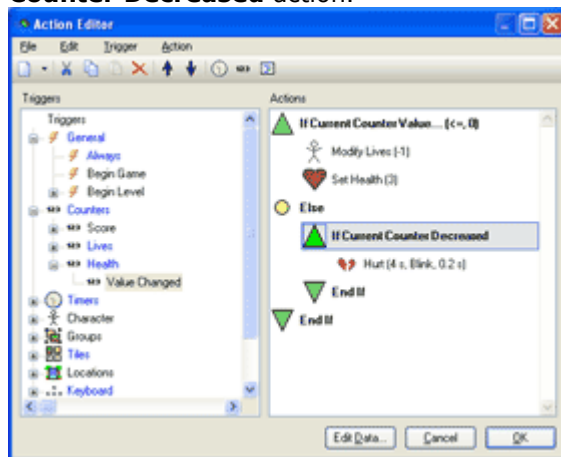 Counter Decreased action.
Action Editor
File Edit Trigger Action
Triggers
Triggers
General
Always
Begin Game
Begin Level
Counters
Score
Lives
Health
Value Changed
Timers
Character
Groups
Tiles
Locations
Keyboard
Actions
If Current Counter Value... (<=, 0)
Modify Lives (-1)
Set Health (3)
Else
If Current Counter Decreased
Hurt (4 s, Blink, 0.2 s)
End If
End If
Edit Data... Cancel OK